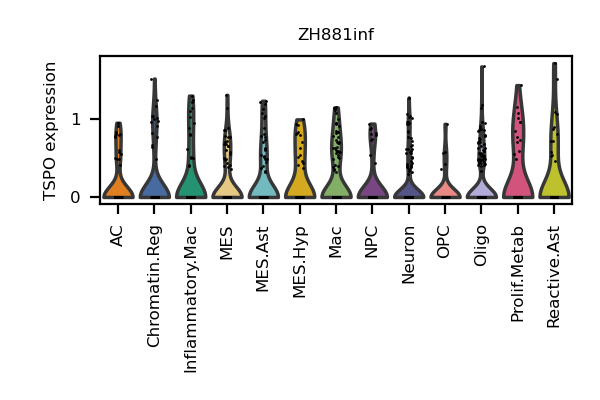 ZH881inf
TSPO expression
1
0
AC
Chromatin.Reg
Inflammatory.Mac
MES
MES.Ast
MES.Hyp
Mac
NPC
Neuron
OPC
Oligo
Prolif.Metab
Reactive.Ast